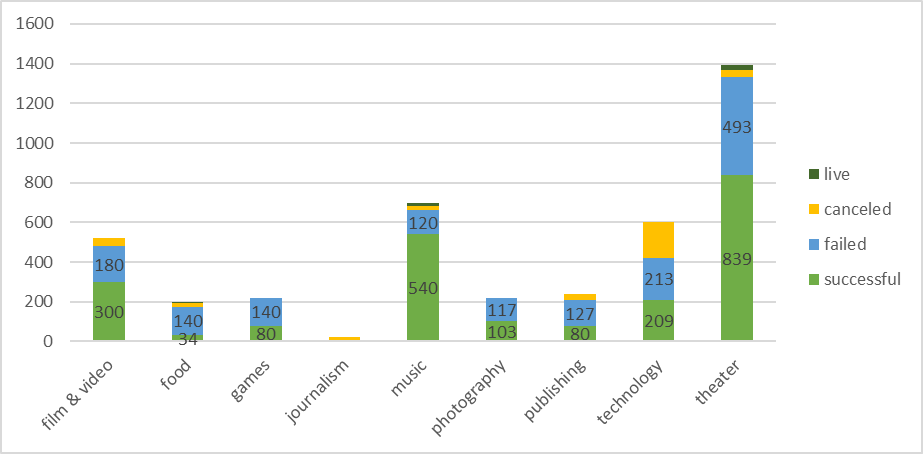 1600
1400
1200
1000
800
600
400
200
0
180
300
140
34
140
80
120
540
117
103
127
80
213
209
493
839
film & video
food
games
journalism
music
photography
publishing
technology
theater
live
canceled
failed
successful